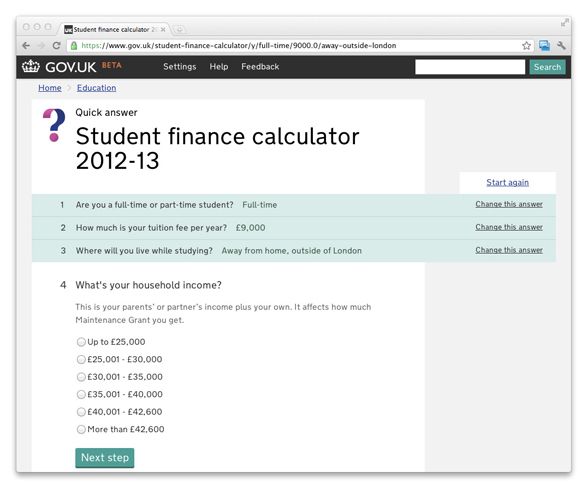 Student finance calculator 20
https://www.gov.uk/student-finance-calculator/y/full-time/9000.0/away-outside-london
GOV.UK BETA Settings Help Feedback Search
Home Education
Quick answer
? Student finance calculator
2012-13
Start again
1 Are you a full-time or part-time student? Full-time Change this answer
2 How much is your tuition fee per year? £9,000 Change this answer
3 Where will you live while studying? Away from home, outside of London Change this answer
4 What's your household income?
This is your parents' or partner's income plus your own. It affects how much
Maintenance Grant you get.
Up to £25,000
£25,001 - £30,000
£30,001 - £35,000
£35,001 - £40,000
£40,001 - £42,600
More than £42,600
Next step